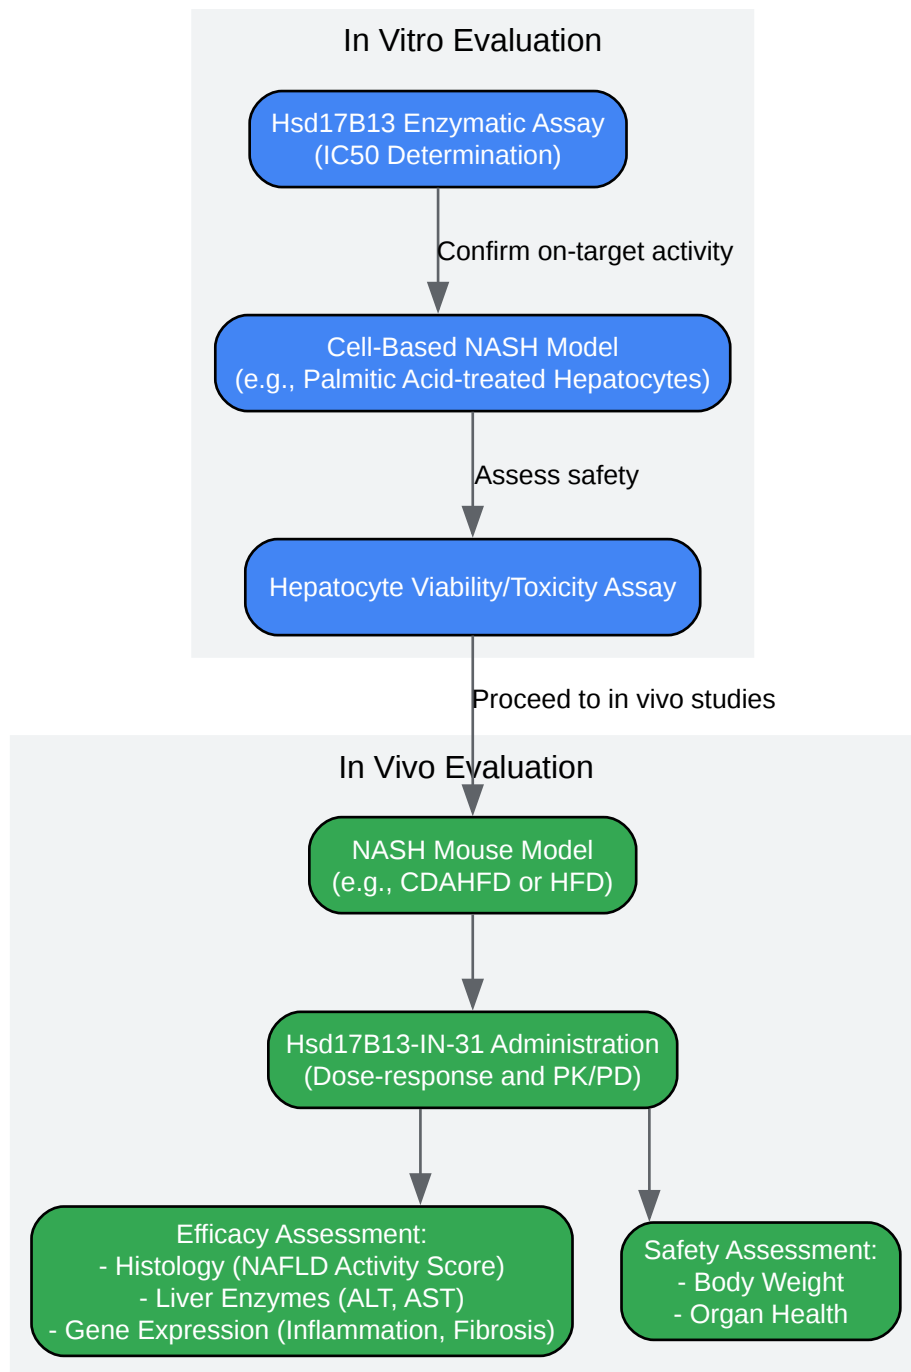 In Vitro Evaluation
Hsd17B13 Enzymatic Assay
(IC50 Determination)
Confirm on-target activity
Cell-Based NASH Model
(e.g., Palmitic Acid-treated Hepatocytes)
Assess safety
Hepatocyte Viability/Toxicity Assay
Proceed to in vivo studies
In Vivo Evaluation
NASH Mouse Model
(e.g., CDAHFD or HFD)
Hsd17B13-IN-31 Administration
(Dose-response and PK/PD)
Efficacy Assessment:
- Histology (NAFLD Activity Score)
- Liver Enzymes (ALT, AST)
- Gene Expression (Inflammation, Fibrosis)
Safety Assessment:
- Body Weight
- Organ Health